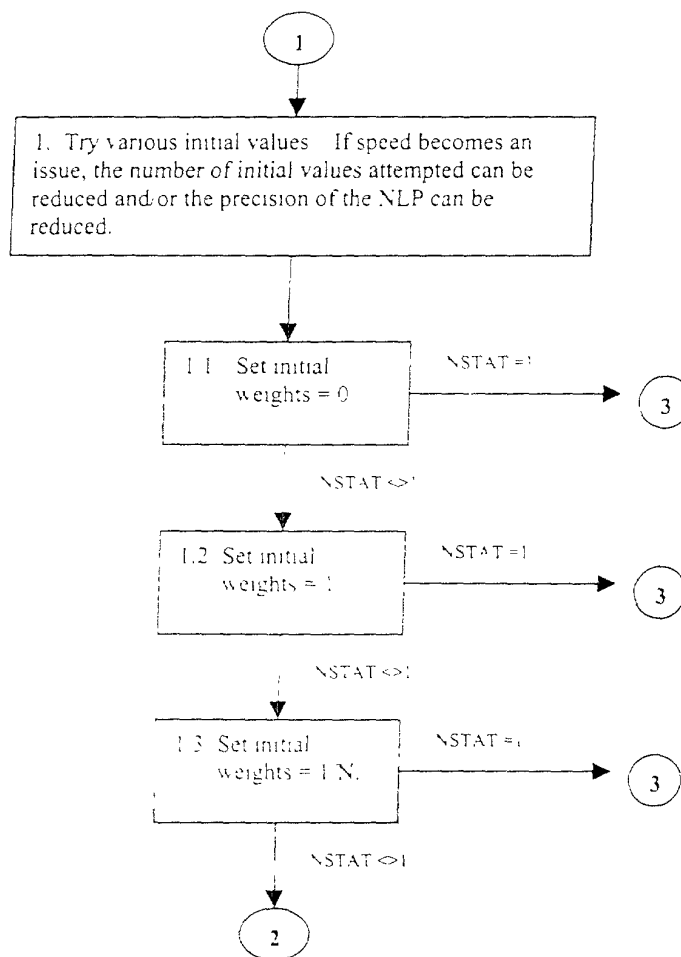 1
1. Try various initial values If speed becomes an
issue, the number of initial values attempted can be
reduced and/or the precision of the NLP can be
reduced.
1.1 Set initial
weights = 0
NSTAT =1
3
NSTAT <>1
1.2 Set initial
weights = 1
NSTAT =1
3
NSTAT <>1
1.3 Set initial
weights = 1/N.
NSTAT =1
3
NSTAT <>1
2